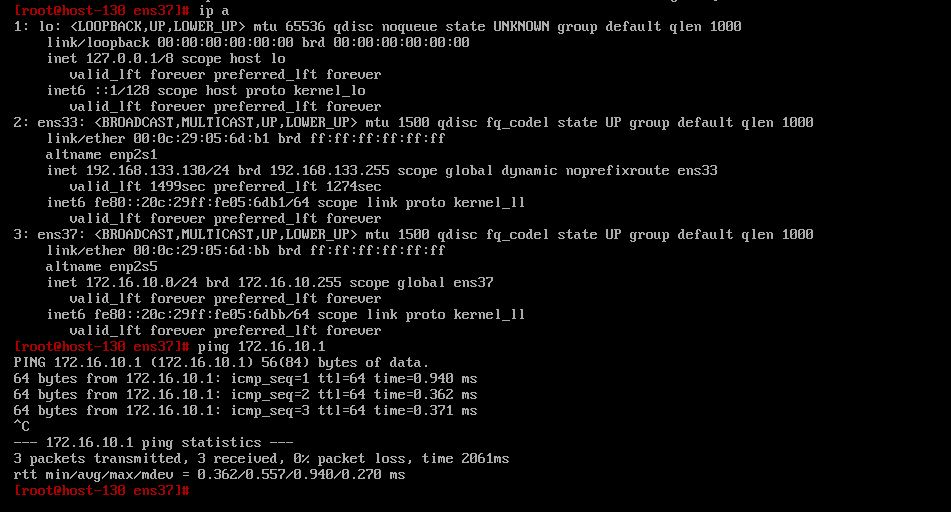 [root@host-130 ens37]# ip a
1: lo: <LOOPBACK,UP,LOWER_UP> mtu 65536 qdisc noqueue state UNKNOWN group default qlen 1000
    link/loopback 00:00:00:00:00:00 brd 00:00:00:00:00:00
    inet 127.0.0.1/8 scope host lo
       valid_lft forever preferred_lft forever
    inet6 ::1/128 scope host proto kernel_lo
       valid_lft forever preferred_lft forever
2: ens33: <BROADCAST,MULTICAST,UP,LOWER_UP> mtu 1500 qdisc fq_codel state UP group default qlen 1000
    link/ether 00:0c:29:05:6d:b1 brd ff:ff:ff:ff:ff:ff
    altname enp2s1
    inet 192.168.133.130/24 brd 192.168.133.255 scope global dynamic noprefixroute ens33
       valid_lft 1499sec preferred_lft 1274sec
    inet6 fe80::20c:29ff:fe05:6db1/64 scope link proto kernel_ll
       valid_lft forever preferred_lft forever
3: ens37: <BROADCAST,MULTICAST,UP,LOWER_UP> mtu 1500 qdisc fq_codel state UP group default qlen 1000
    link/ether 00:0c:29:05:6d:bb brd ff:ff:ff:ff:ff:ff
    altname enp2s5
    inet 172.16.10.0/24 brd 172.16.10.255 scope global ens37
       valid_lft forever preferred_lft forever
    inet6 fe80::20c:29ff:fe05:6dbb/64 scope link proto kernel_ll
       valid_lft forever preferred_lft forever
[root@host-130 ens37]# ping 172.16.10.1
PING 172.16.10.1 (172.16.10.1) 56(84) bytes of data.
64 bytes from 172.16.10.1: icmp_seq=1 ttl=64 time=0.940 ms
64 bytes from 172.16.10.1: icmp_seq=2 ttl=64 time=0.362 ms
64 bytes from 172.16.10.1: icmp_seq=3 ttl=64 time=0.371 ms
^C
--- 172.16.10.1 ping statistics ---
3 packets transmitted, 3 received, 0% packet loss, time 2061ms
rtt min/avg/max/mdev = 0.362/0.557/0.940/0.270 ms
[root@host-130 ens37]#